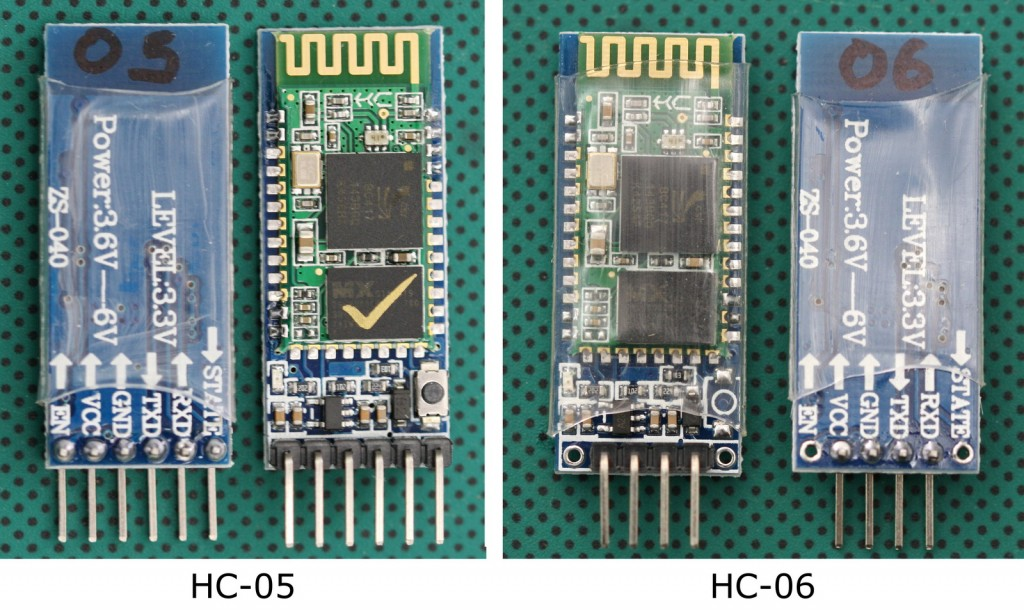 05
Power:3.6V—6V
LEVEL:3.3V
ZS-040
EN
VCC
GND
TXD
RXD
STATE
06
Power:3.6V—6V
LEVEL:3.3V
ZS-040
EN
VCC
GND
TXD
RXD
STATE
HC-05
HC-06